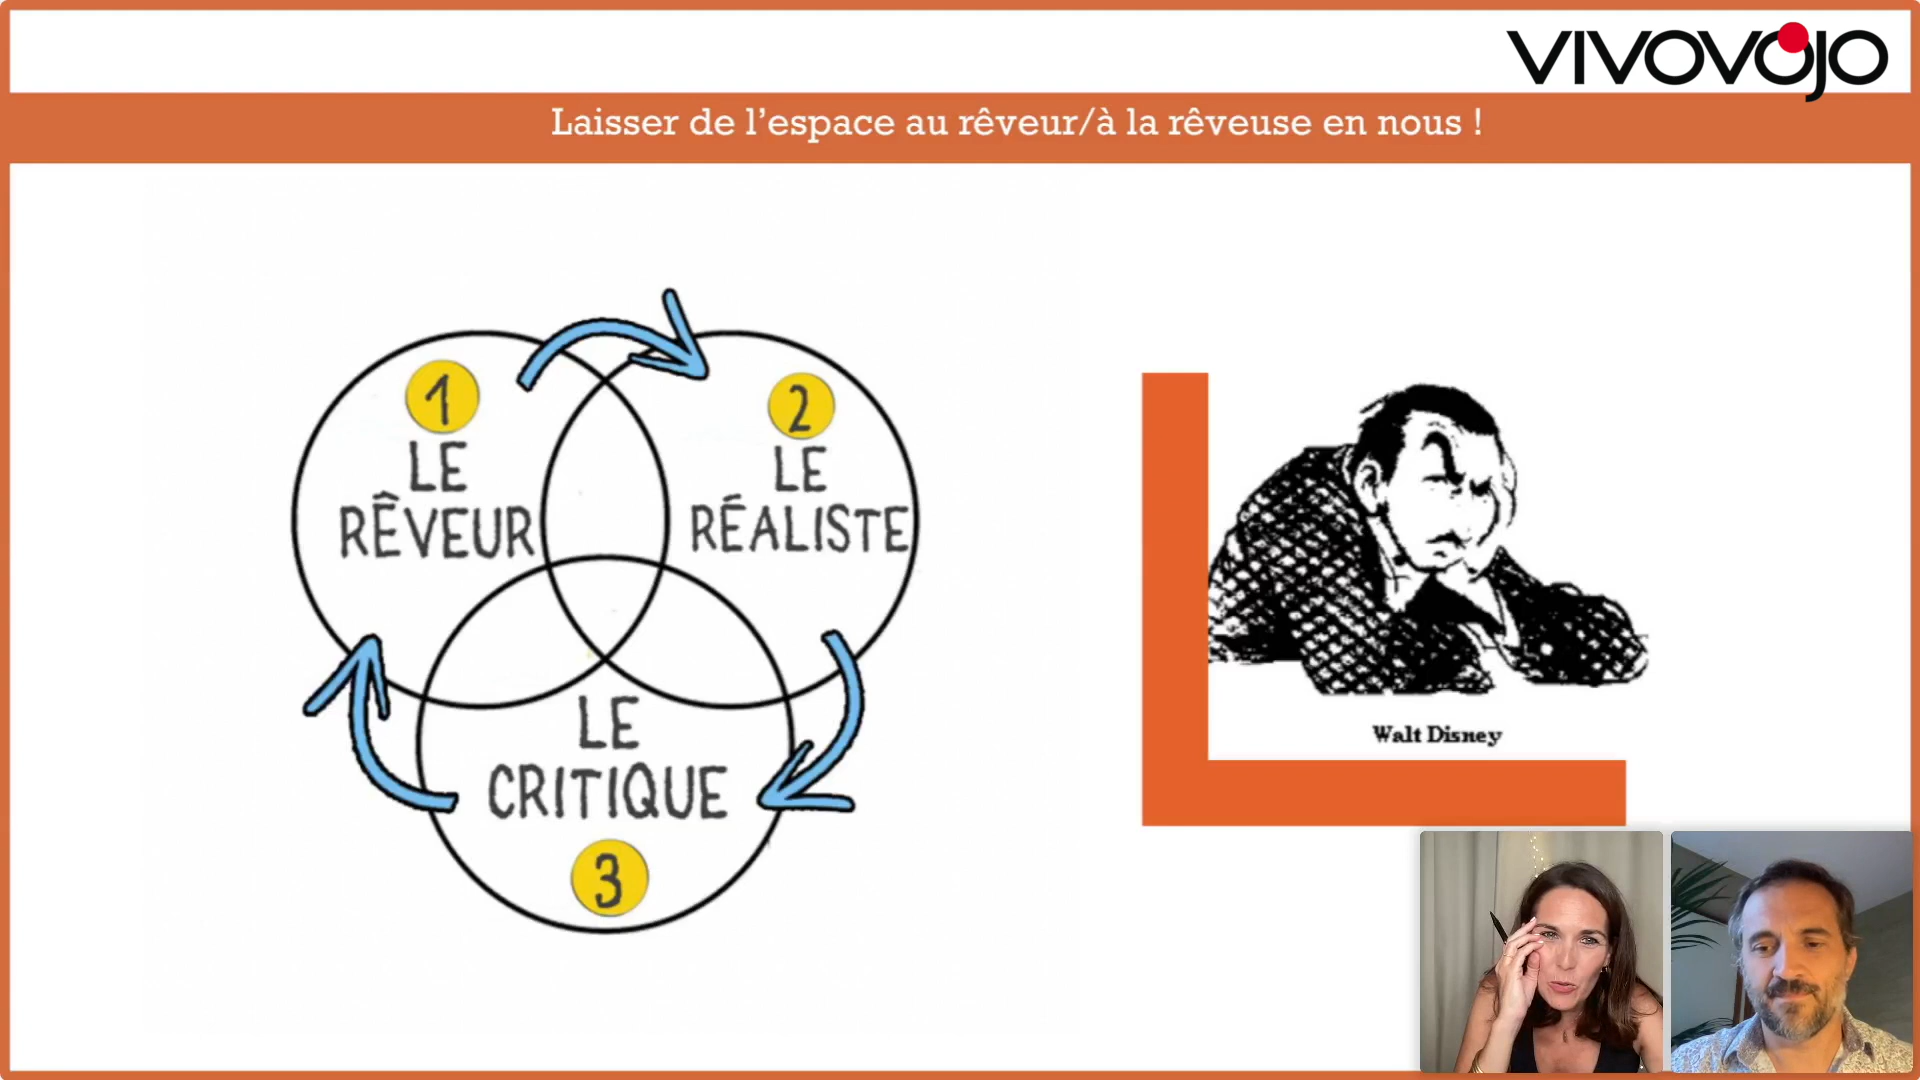 VIVOVOJO
Laisser de l’espace au rêveur/à la rêveuse en nous !
1
LE
RÊVEUR
2
LE
RÉALISTE
LE
CRITIQUE
3
Walt Disney